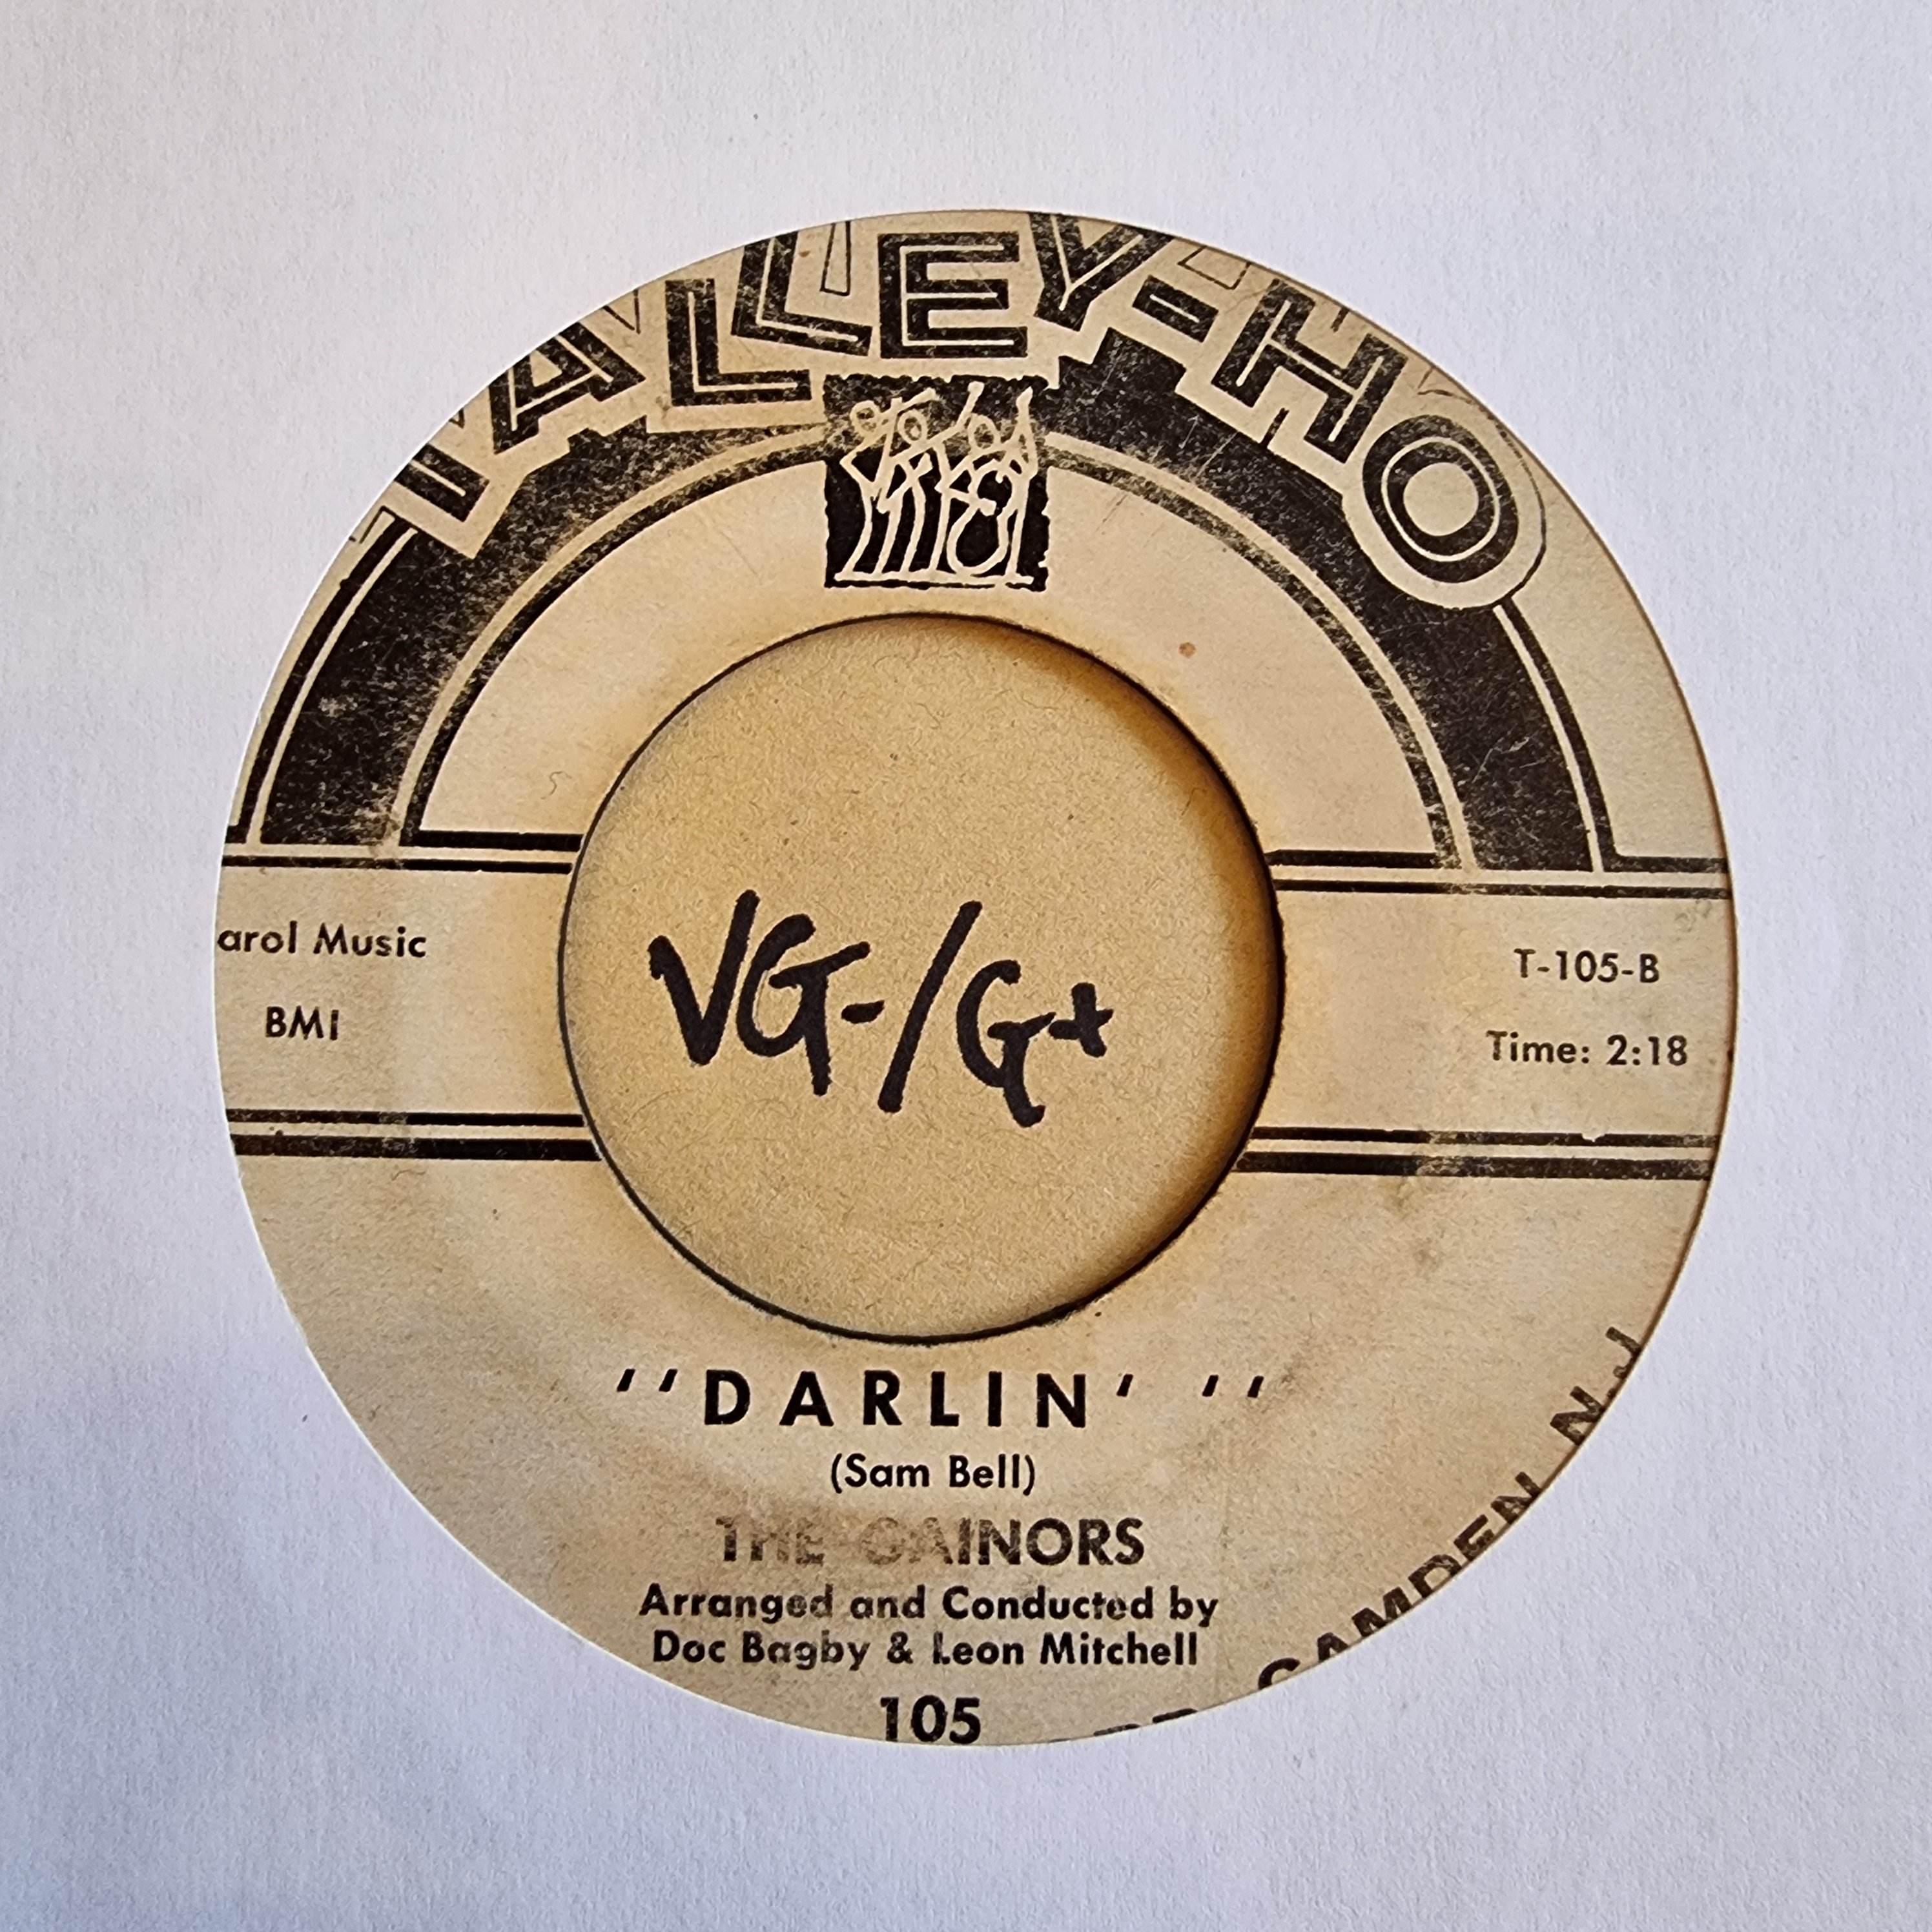 TALLEY-HO
arol Music
BMI
T-105-B
Time: 2:18
VG-/G+
''DARLIN' ''
(Sam Bell)
THE GAINORS
Arranged and Conducted by
Doc Bagby & Leon Mitchell
105
CAMDEN N.J